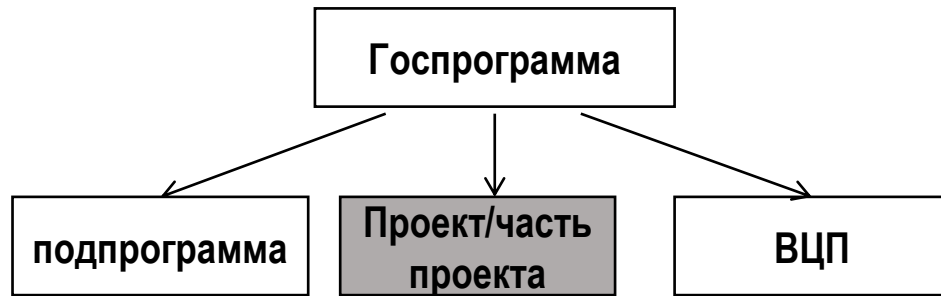 Госпрограмма
подпрограмма
Проект/часть
проекта
ВЦП